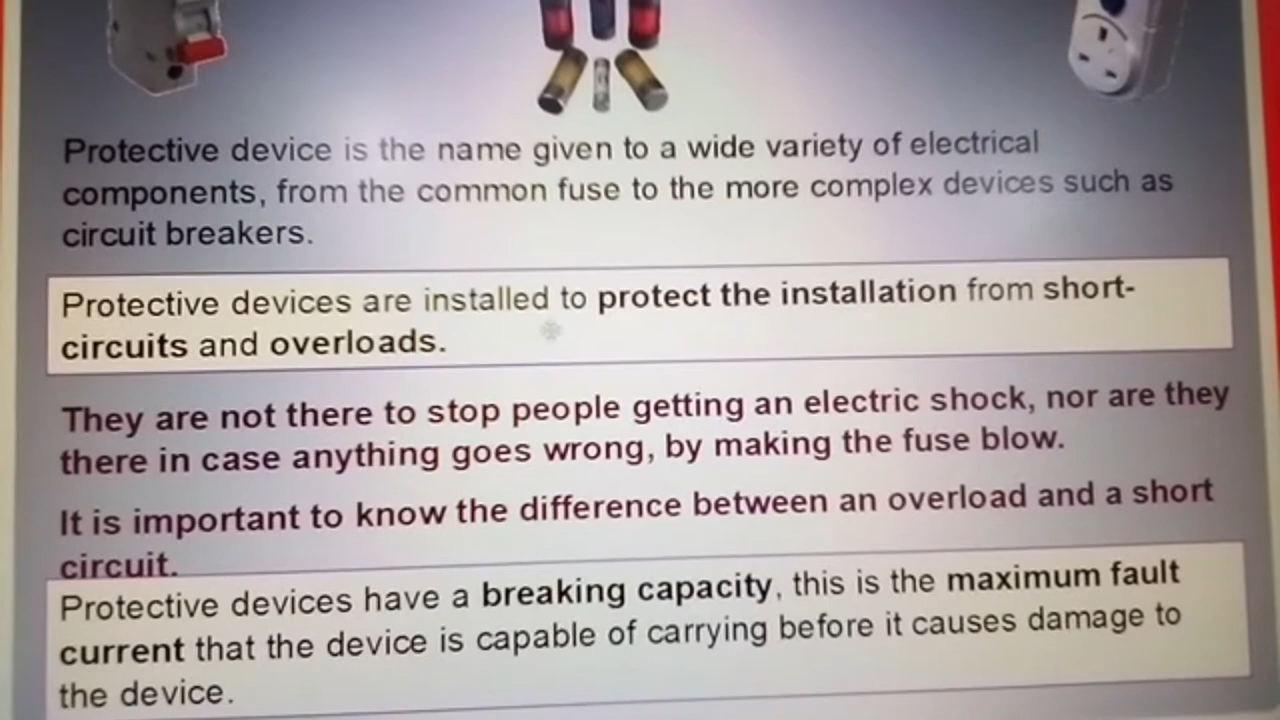 Protective device is the name given to a wide variety of electrical
components, from the common fuse to the more complex devices such as
circuit breakers.
Protective devices are installed to protect the installation from short-
circuits and overloads.
They are not there to stop people getting an electric shock, nor are they
there in case anything goes wrong, by making the fuse blow.
It is important to know the difference between an overload and a short
circuit.
Protective devices have a breaking capacity, this is the maximum fault
current that the device is capable of carrying before it causes damage to
the device.